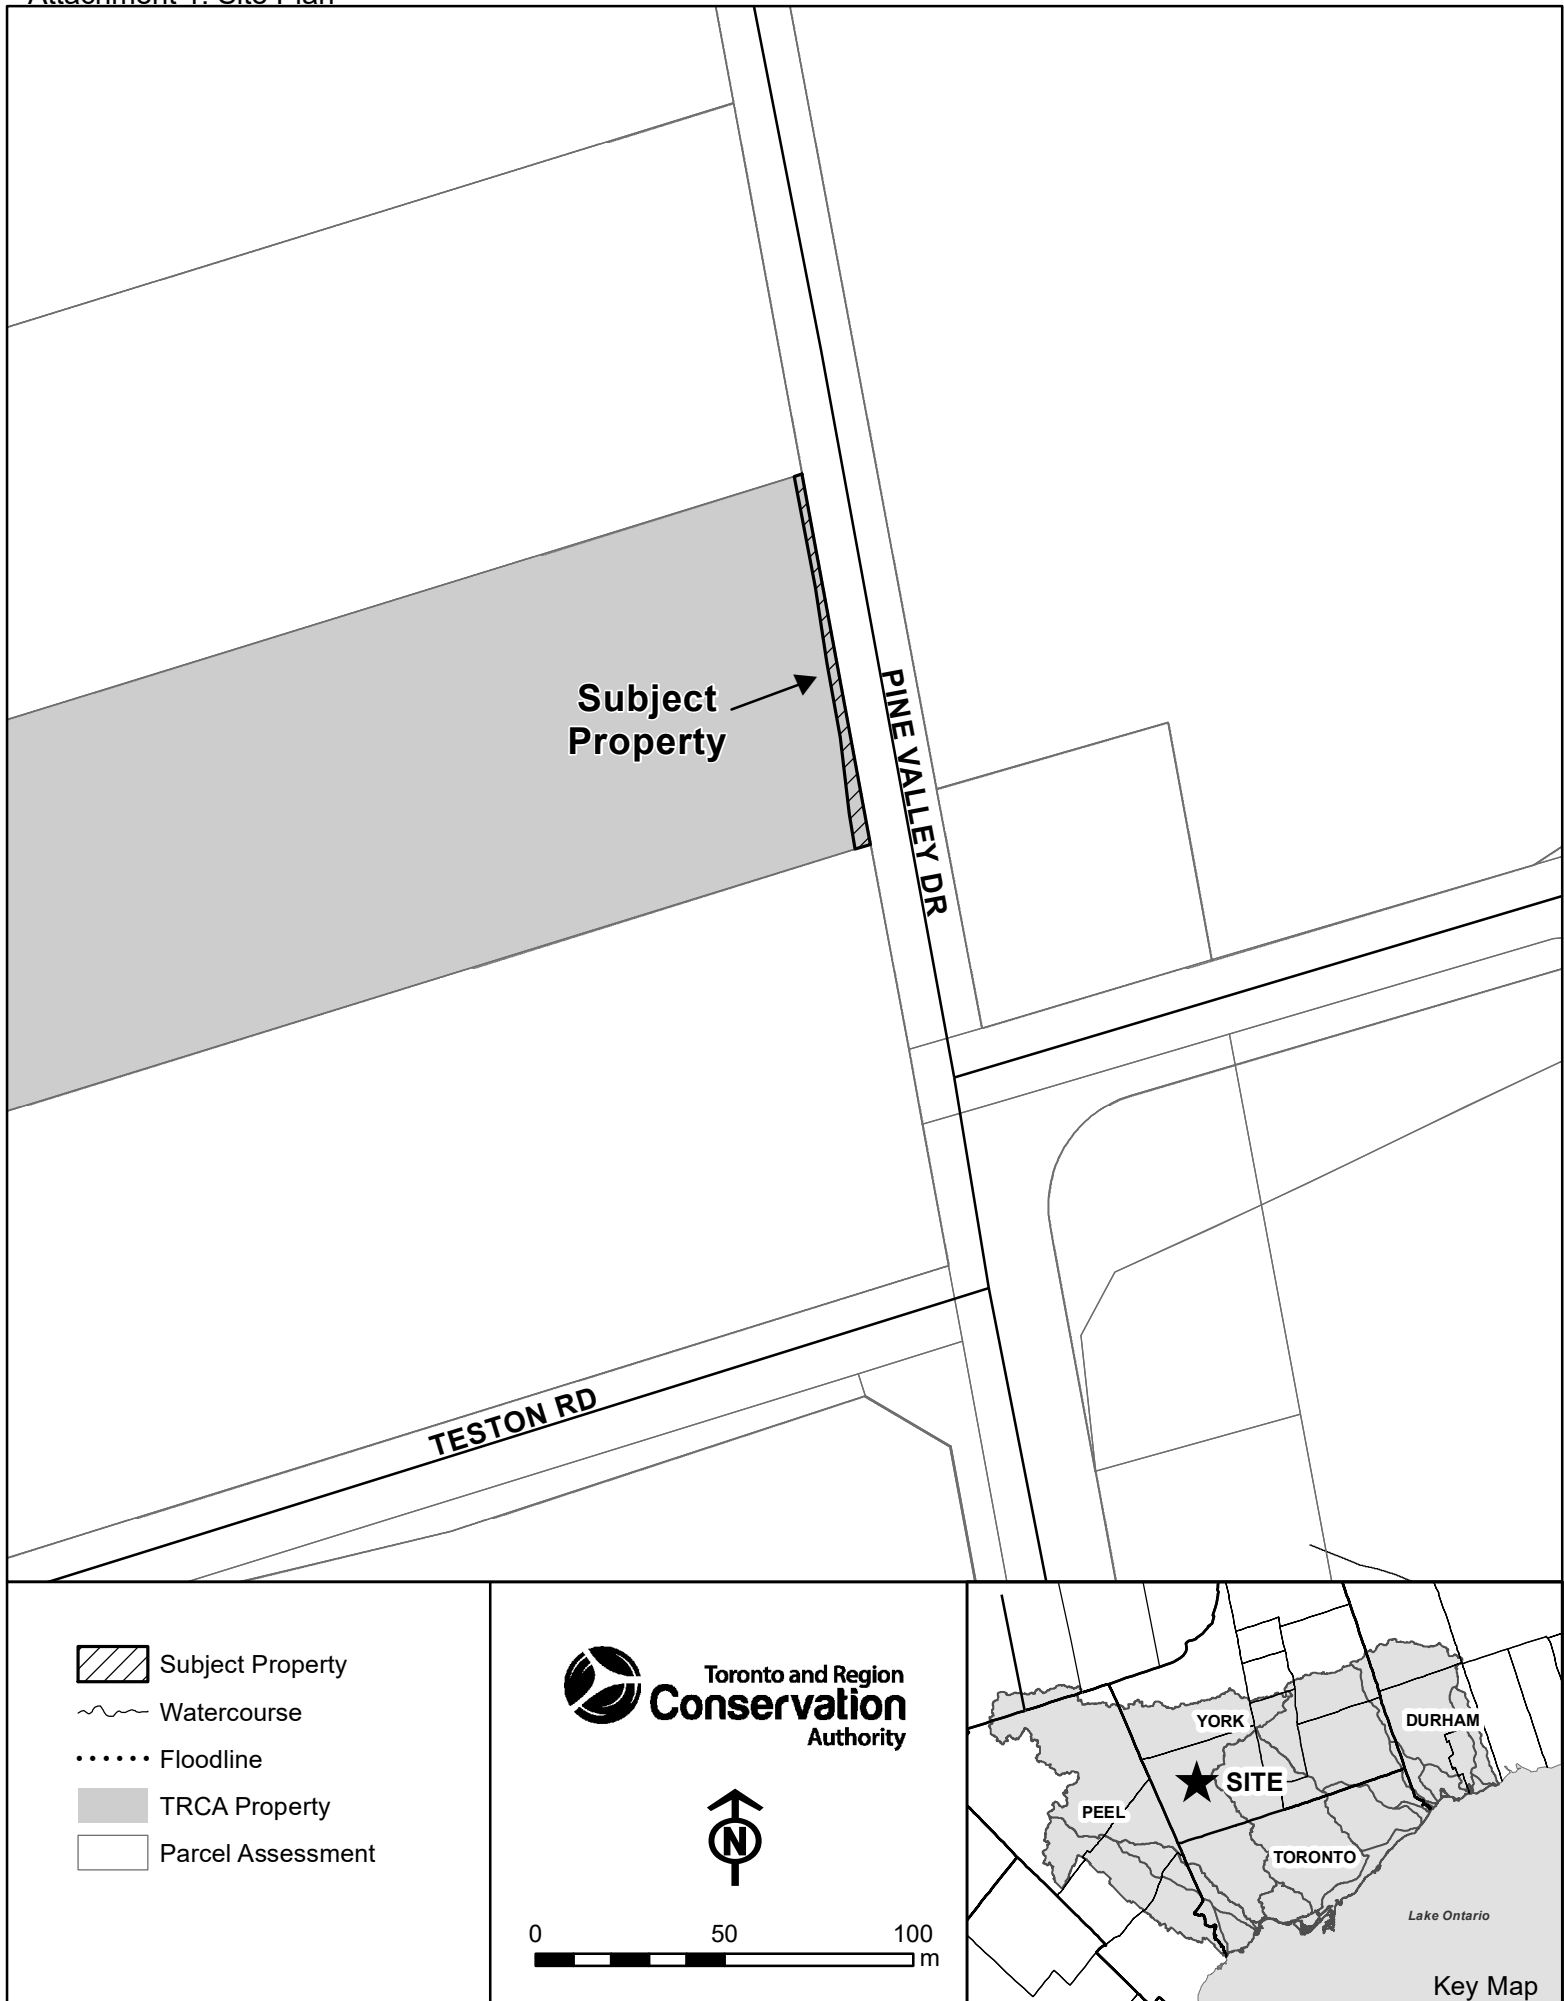 Attachment 1: Site Plan
Subject
Property
PINE VALLEY DR
TESTON RD
Subject Property
Watercourse
Floodline
TRCA Property
Parcel Assessment
Toronto and Region
Conservation
Authority
N
0 50 100
m
YORK
DURHAM
SITE
PEEL
TORONTO
Lake Ontario
Key Map